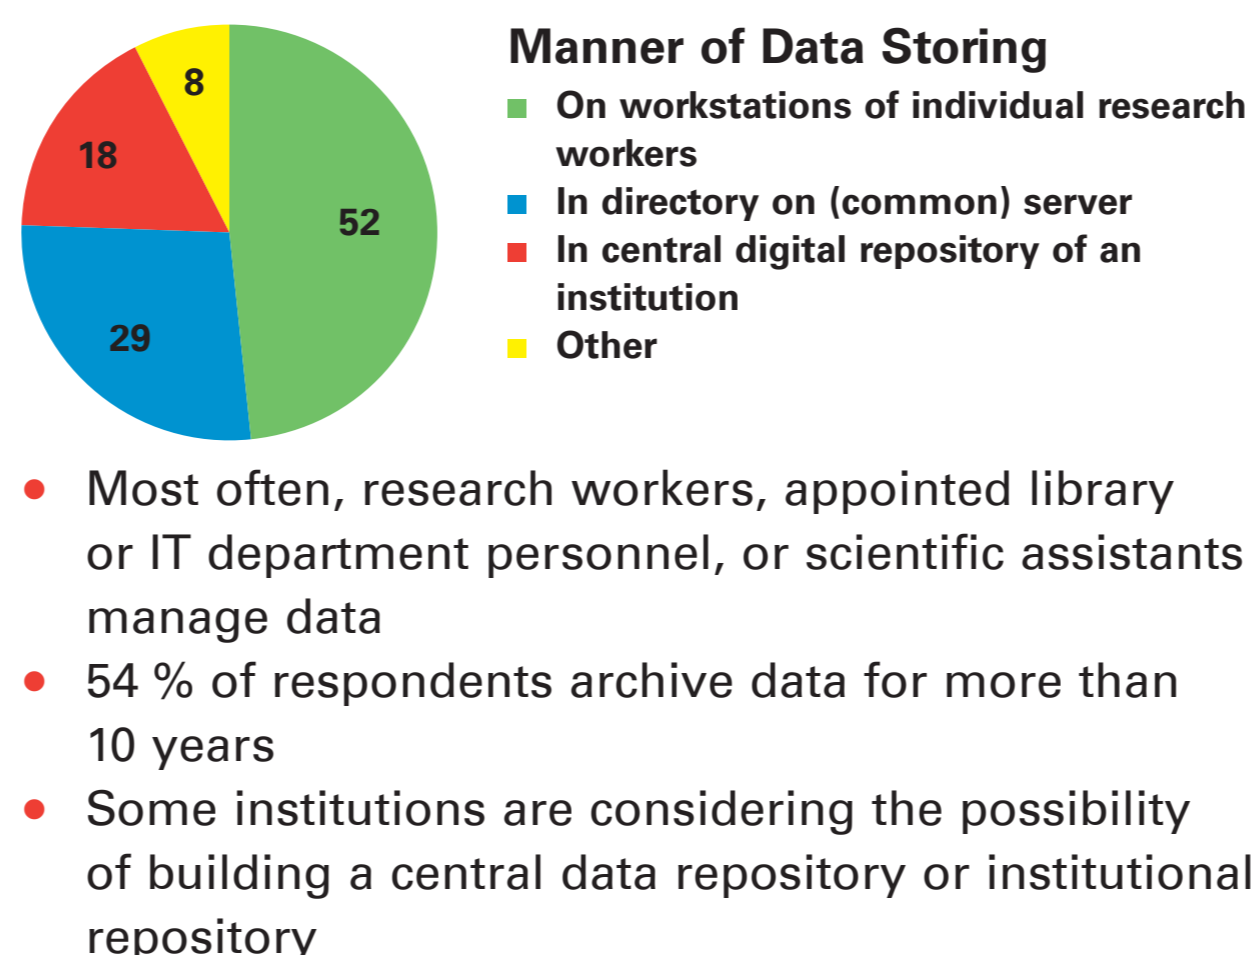 Manner of Data Storing
On workstations of individual research
workers
In directory on (common) server
In central digital repository of an
institution
Other
8
18
52
29
• Most often, research workers, appointed library
or IT department personnel, or scientific assistants
manage data
• 54 % of respondents archive data for more than
10 years
• Some institutions are considering the possibility
of building a central data repository or institutional
repository